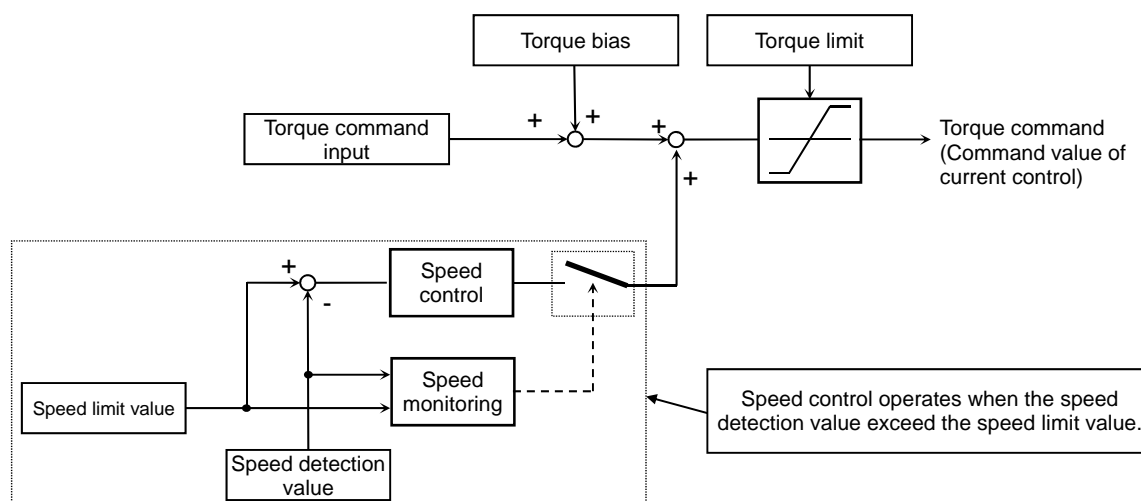 Torque bias
Torque limit
+
+
+
Torque command
input
Torque command
(Command value of
current control)
+
+
Speed
control
-
Speed
monitoring
Speed limit value
Speed control operates when the speed
detection value exceed the speed limit value.
Speed detection
value